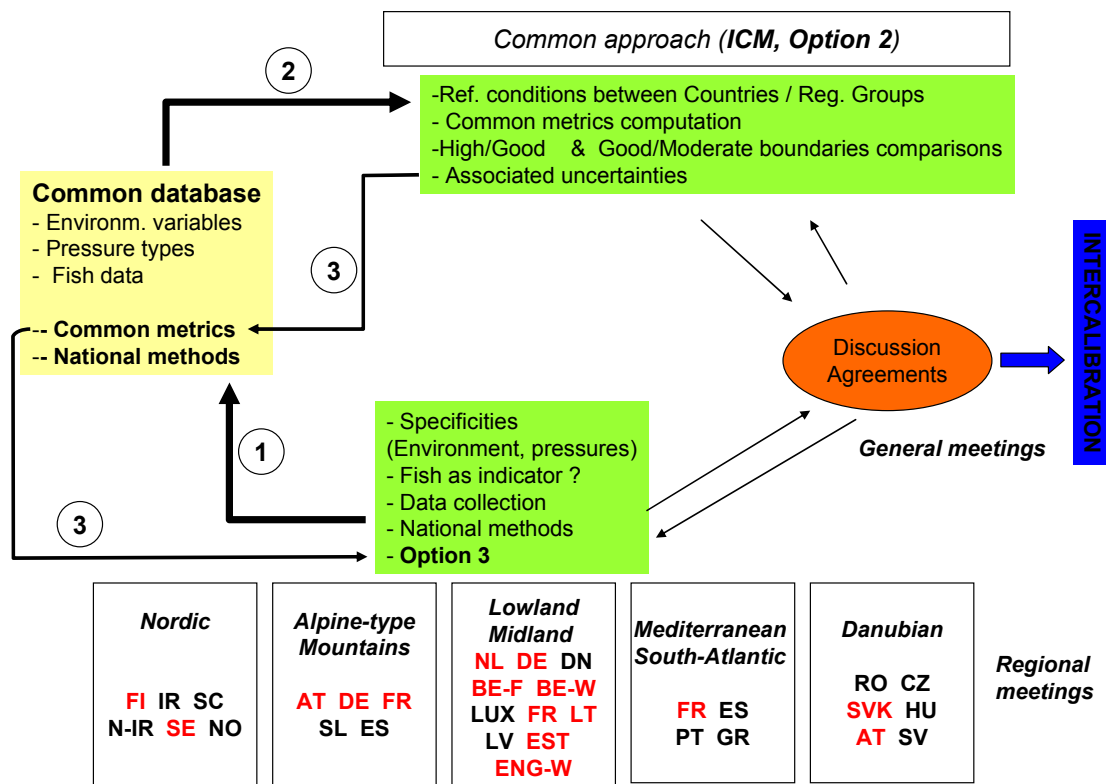 Common approach (ICM, Option 2)
2
-Ref. conditions between Countries / Reg. Groups
- Common metrics computation
-High/Good & Good/Moderate boundaries comparisons
- Associated uncertainties
Common database
- Environm. variables
- Pressure types
- Fish data
-- Common metrics
-- National methods
3
Discussion
Agreements
INTERCALIBRATION
General meetings
1
- Specificities
(Environment, pressures)
- Fish as indicator ?
- Data collection
- National methods
- Option 3
3
Nordic
FI IR SC
N-IR SE NO
Alpine-type
Mountains
AT DE FR
SL ES
Lowland
Midland
NL DE DN
BE-F BE-W
LUX FR LT
LV EST
ENG-W
Mediterranean
South-Atlantic
FR ES
PT GR
Danubian
RO CZ
SVK HU
AT SV
Regional
meetings